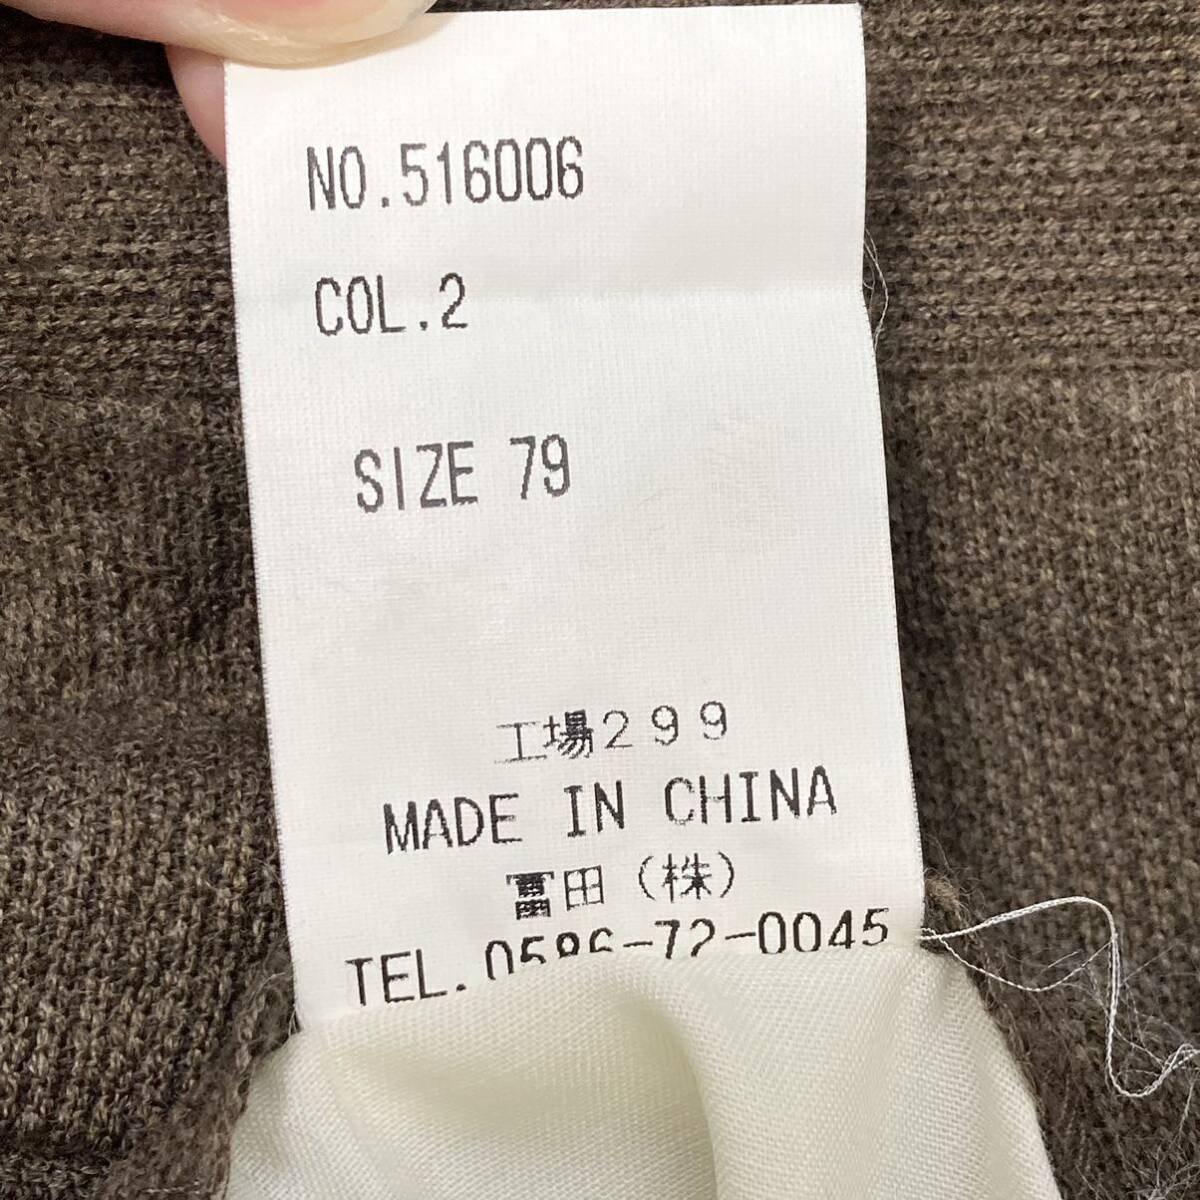 NO.516006
COL.2
SIZE 79
工場299
MADE IN CHINA
冨田（株）
TEL.0586-72-0045